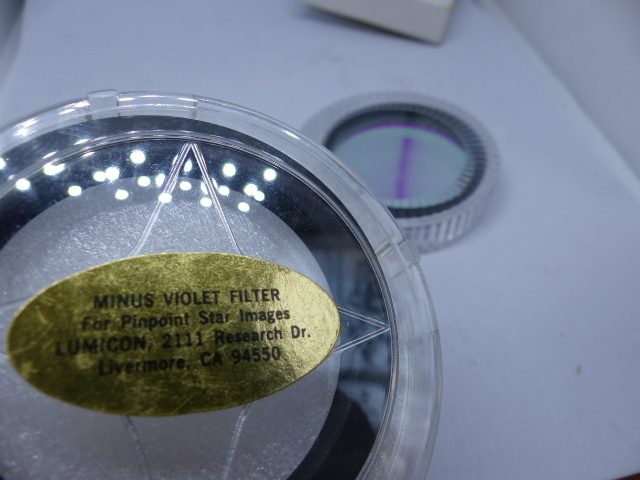 MINUS VIOLET FILTER
For Pinpoint Star Images
LUMICON, 2111 Research Dr.
Livermore, CA 94550